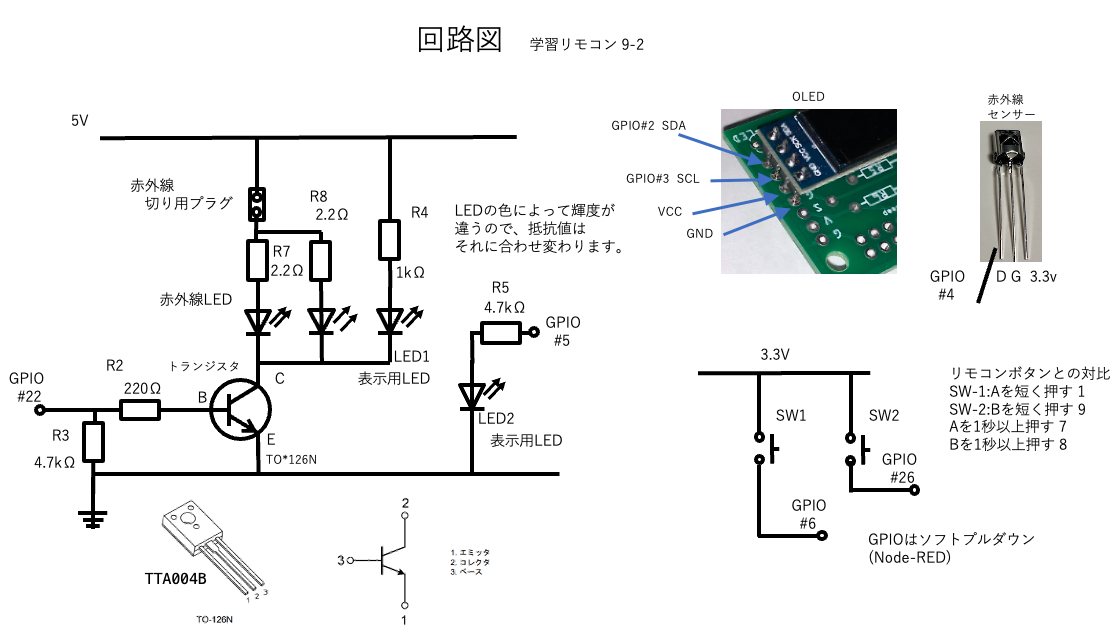 回路図 学習リモコン 9-2
5V
赤外線
切り用プラグ
R8
2.2Ω
R7
2.2Ω
R4
1kΩ
赤外線LED
LEDの色によって輝度が
違うので、抵抗値は
それに合わせ変わります。
R5
4.7kΩ
GPIO
#5
LED1
表示用LED
LED2
表示用LED
トランジスタ
C
B
E
TO*126N
GPIO
#22
R2
220Ω
R3
4.7kΩ
TTA004B
1 2 3
TO-126N
2
3
1
1. エミッタ
2. コレクタ
3. ベース
OLED
GPIO#2 SDA
GPIO#3 SCL
VCC
GND
LED
GND VCC SCK SDA
G
S V G
赤外線
センサー
GPIO
#4
D G 3.3v
3.3V
SW1
SW2
GPIO
#26
GPIO
#6
リモコンボタンとの対比
SW-1:Aを短く押す 1
SW-2:Bを短く押す 9
Aを1秒以上押す 7
Bを1秒以上押す 8
GPIOはソフトプルダウン
(Node-RED)